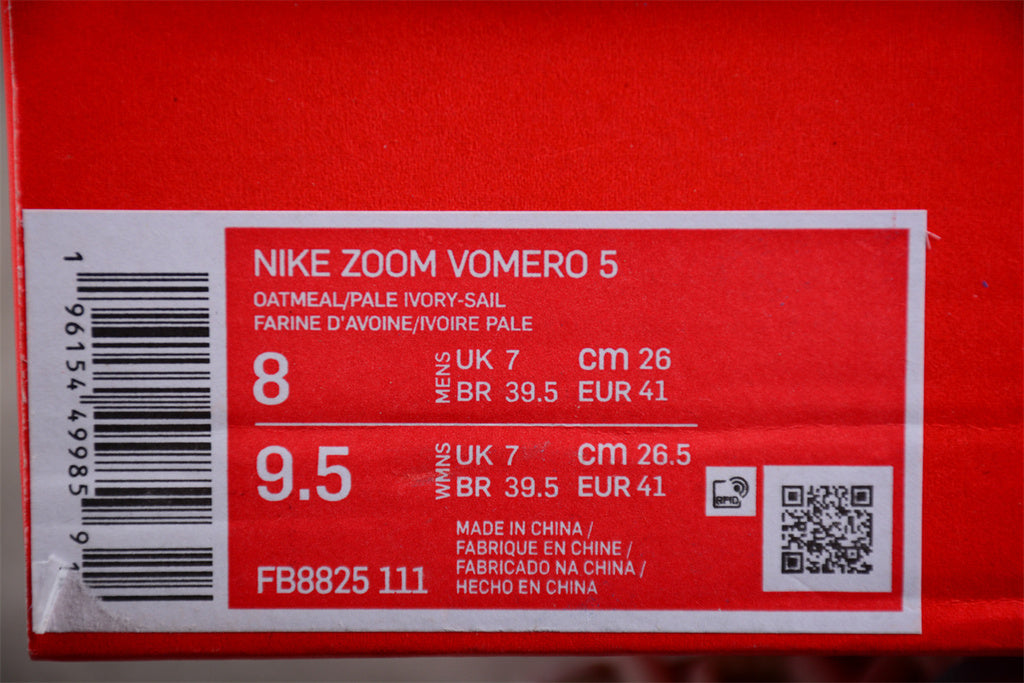 1 96154 49985 9
NIKE ZOOM VOMERO 5
OATMEAL/PALE IVORY-SAIL
FARINE D'AVOINE/IVOIRE PALE
8 MENS UK 7 cm 26
BR 39.5 EUR 41
9.5 WMNS UK 7 cm 26.5
BR 39.5 EUR 41
RFID
MADE IN CHINA /
FABRIQUE EN CHINE /
FABRICADO NA CHINA /
HECHO EN CHINA
FB8825 111